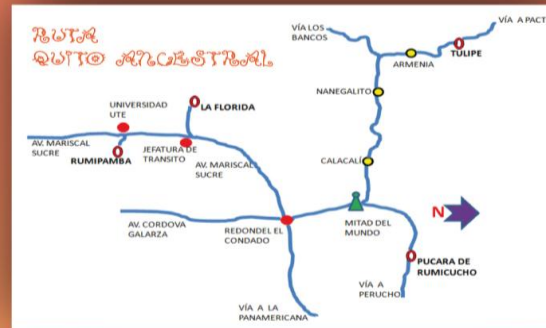 RUTA
QUITO ANCESTRAL
VÍA LOS
BANCOS
VÍA A PACT
ARMENIA
TULIPE
NANEGALITO
UNIVERSIDAD
UTE
LA FLORIDA
AV. MARISCAL
SUCRE
RUMIPAMBA
JEFATURA DE
TRANSITO
AV. MARISCAL
SUCRE
CALACALÍ
AV. CORDOVA
GALARZA
REDONDEL EL
CONDADO
MITAD DEL
MUNDO
N
PUCARA DE
RUMICUCHO
VÍA A
PERUCHO
VÍA A LA
PANAMERICANA